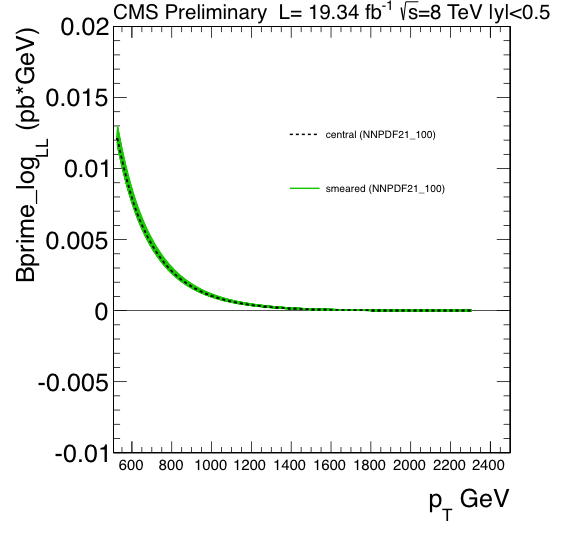 CMS Preliminary L= 19.34 fb⁻¹ √s=8 TeV |y|<0.5
Bprime_log_LL (pb*GeV)
0.02
0.015
0.01
0.005
0
-0.005
-0.01
central (NNPDF21_100)
smeared (NNPDF21_100)
600 800 1000 1200 1400 1600 1800 2000 2200 2400
p_T GeV